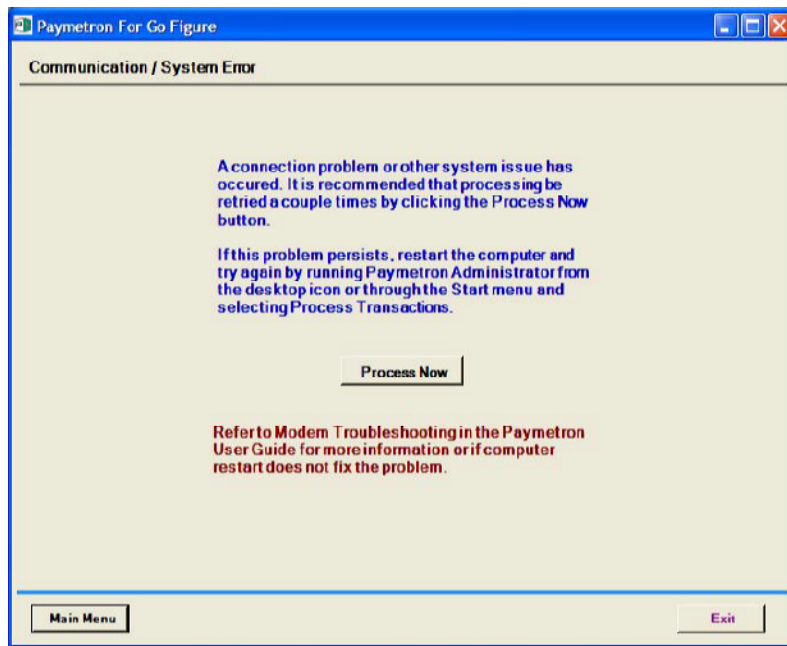 Paymetron For Go Figure
Communication / System Error
A connection problem or other system issue has
occured. It is recommended that processing be
retried a couple times by clicking the Process Now
button.
If this problem persists, restart the computer and
try again by running Paymetron Administrator from
the desktop icon or through the Start menu and
selecting Process Transactions.
Process Now
Refer to Modem Troubleshooting in the Paymetron
User Guide for more information or if computer
restart does not fix the problem.
Main Menu
Exit